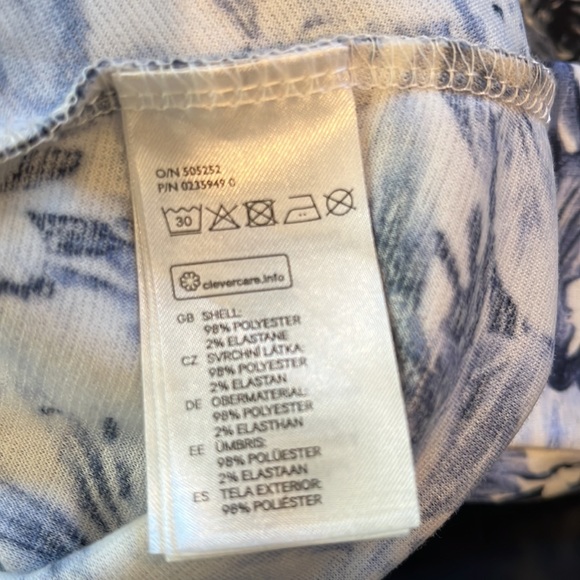 O/N 505252
P/N 0235949 0
30
clevercare.info
GB SHELL:
98% POLYESTER
2% ELASTANE
CZ SVRCHNÍ LÁTKA:
98% POLYESTER
2% ELASTAN
DE OBERMATERIAL:
98% POLYESTER
2% ELASTHAN
EE ÜMBRIS:
98% POLÜESTER
2% ELASTAAN
ES TELA EXTERIOR:
98% POLIÉSTER